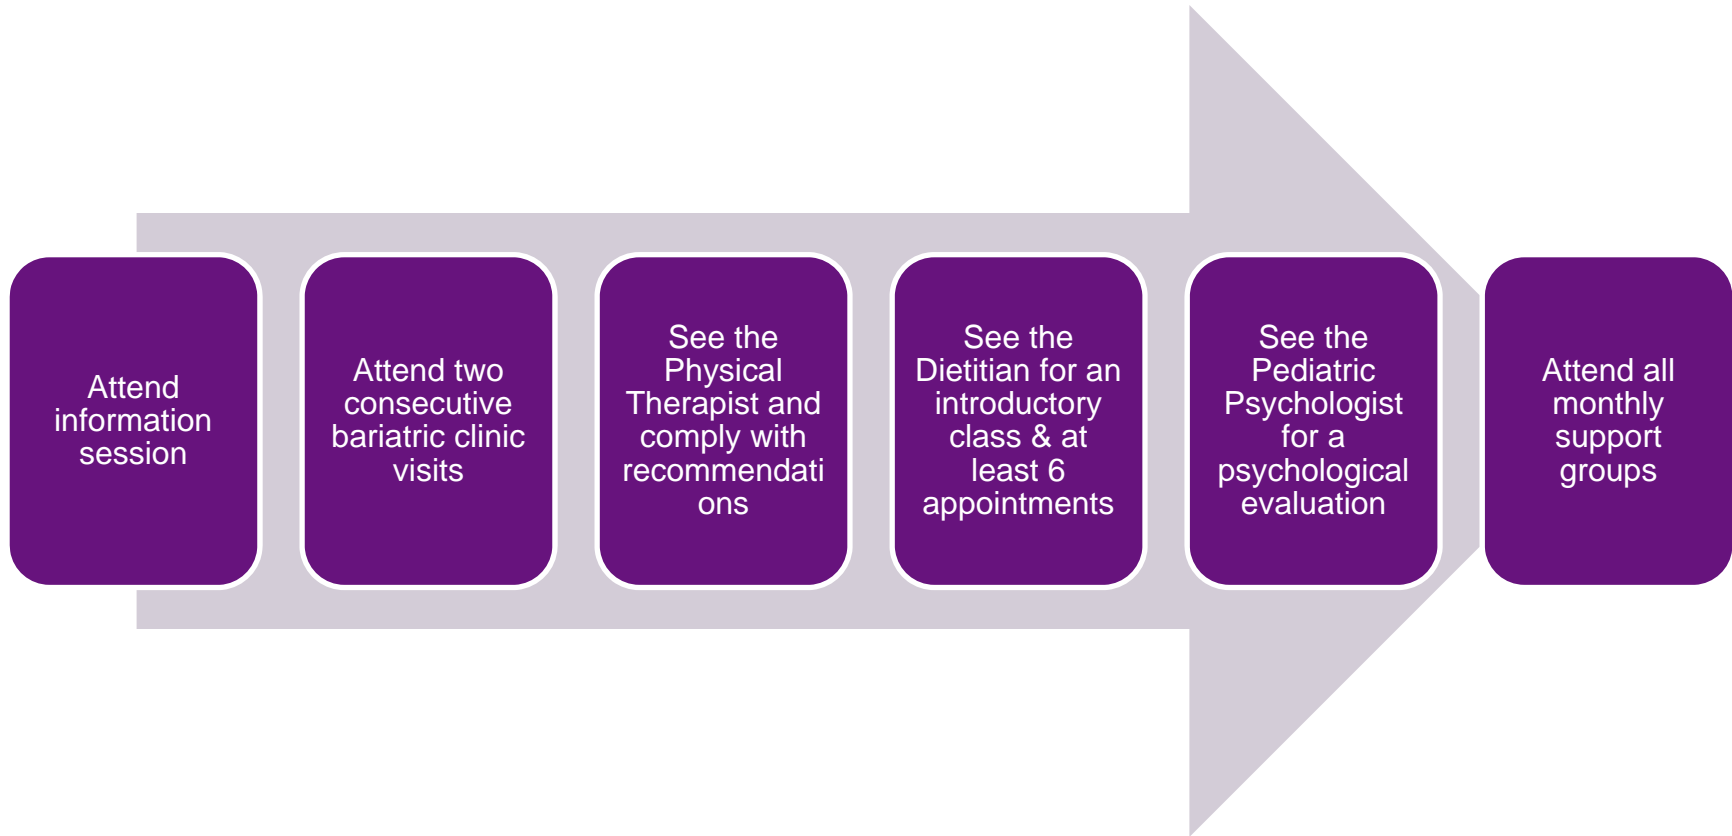 Attend
information
session
Attend two
consecutive
bariatric clinic
visits
See the
Physical
Therapist and
comply with
recommendati
ons
See the
Dietitian for an
introductory
class & at
least 6
appointments
See the
Pediatric
Psychologist
for a
psychological
evaluation
Attend all
monthly
support
groups